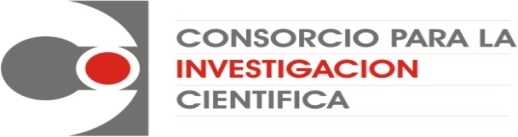 CONSORCIO PARA LA
INVESTIGACION
CIENTIFICA